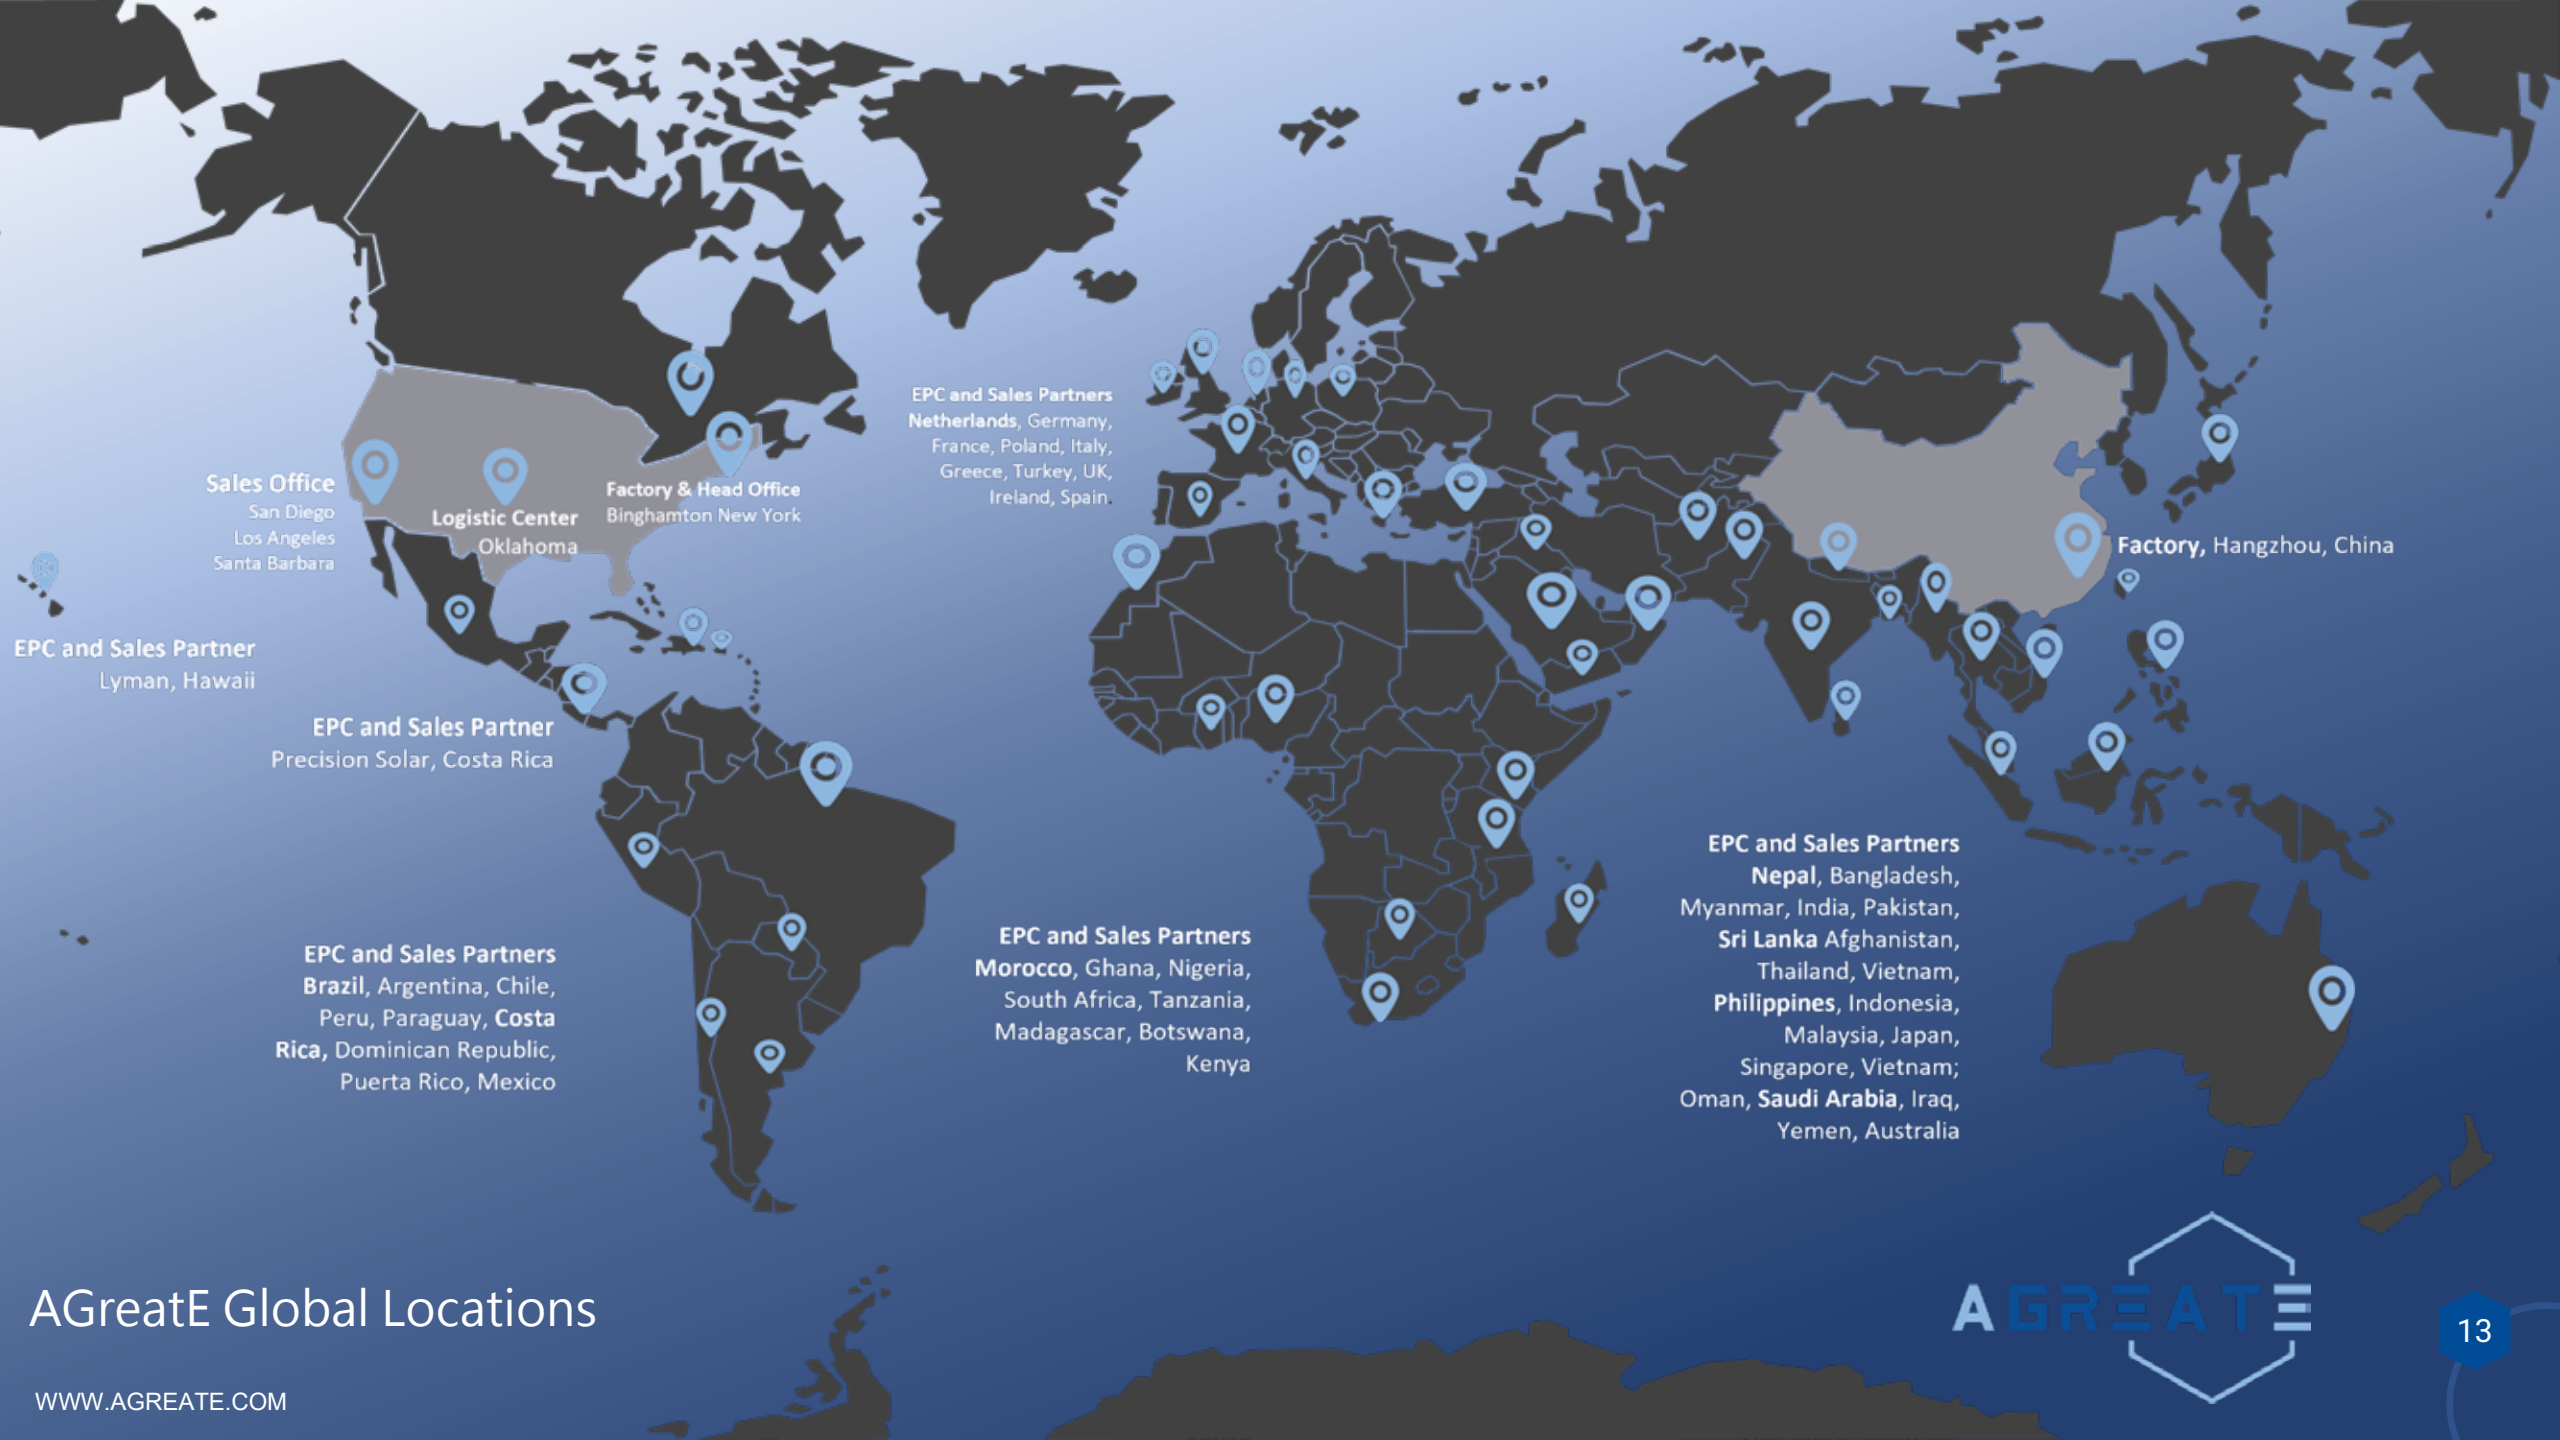 EPC and Sales Partners
Netherlands, Germany,
France, Poland, Italy,
Greece, Turkey, UK,
Ireland, Spain.
Sales Office
San Diego
Los Angeles
Santa Barbara
Logistic Center
Oklahoma
Factory & Head Office
Binghamton New York
Factory, Hangzhou, China
EPC and Sales Partner
Lyman, Hawaii
EPC and Sales Partner
Precision Solar, Costa Rica
EPC and Sales Partners
Brazil, Argentina, Chile,
Peru, Paraguay, Costa
Rica, Dominican Republic,
Puerta Rico, Mexico
EPC and Sales Partners
Morocco, Ghana, Nigeria,
South Africa, Tanzania,
Madagascar, Botswana,
Kenya
EPC and Sales Partners
Nepal, Bangladesh,
Myanmar, India, Pakistan,
Sri Lanka Afghanistan,
Thailand, Vietnam,
Philippines, Indonesia,
Malaysia, Japan,
Singapore, Vietnam;
Oman, Saudi Arabia, Iraq,
Yemen, Australia
AGreatE Global Locations
AGREATE
13
WWW.AGREATE.COM